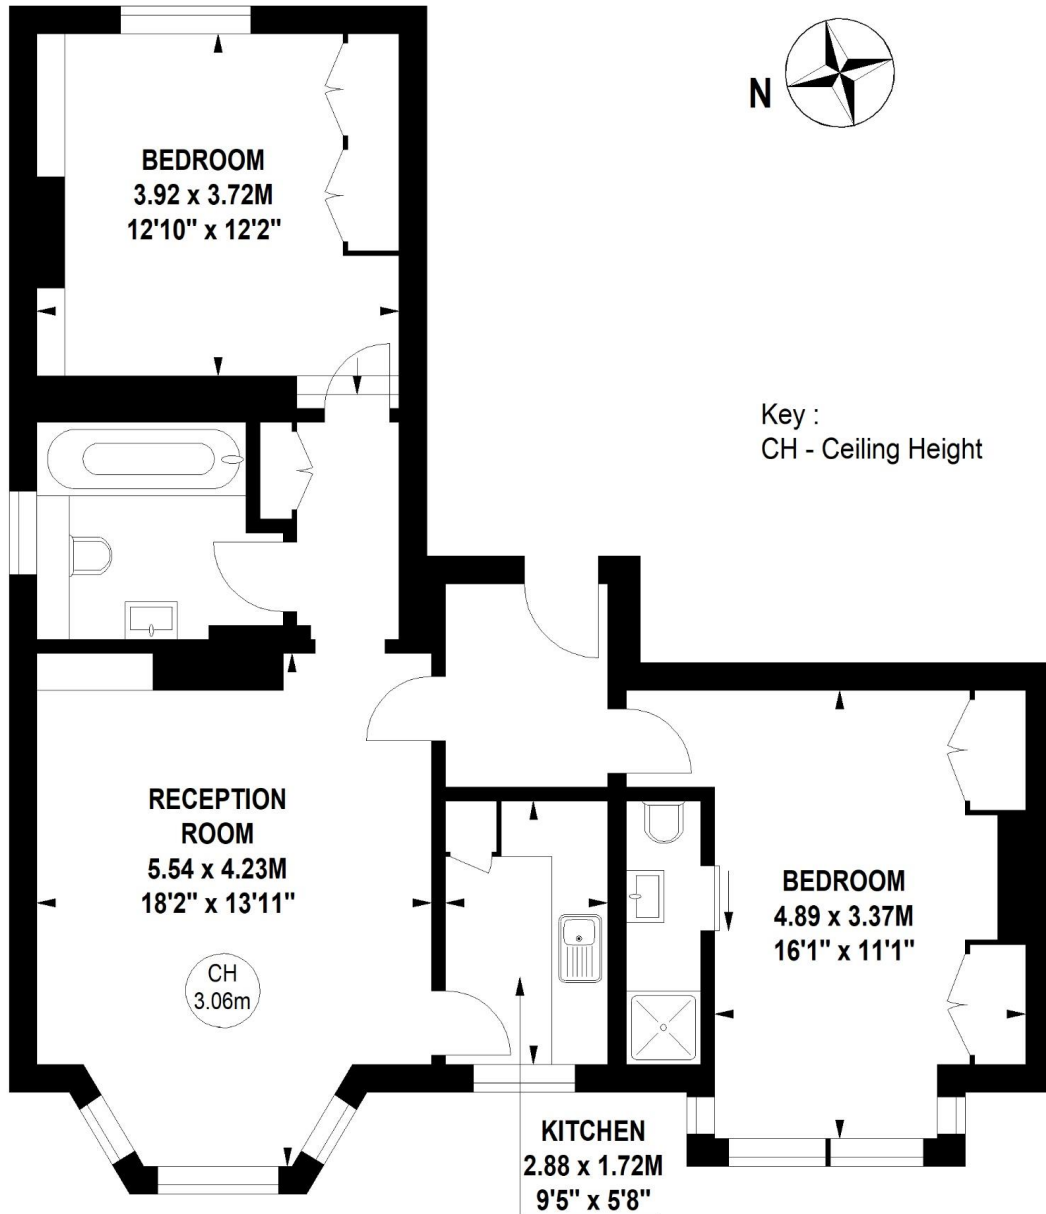 N
BEDROOM
3.92 x 3.72M
12'10" x 12'2"
Key :
CH - Ceiling Height
RECEPTION
ROOM
5.54 x 4.23M
18'2" x 13'11"
CH
3.06m
BEDROOM
4.89 x 3.37M
16'1" x 11'1"
KITCHEN
2.88 x 1.72M
9'5" x 5'8"